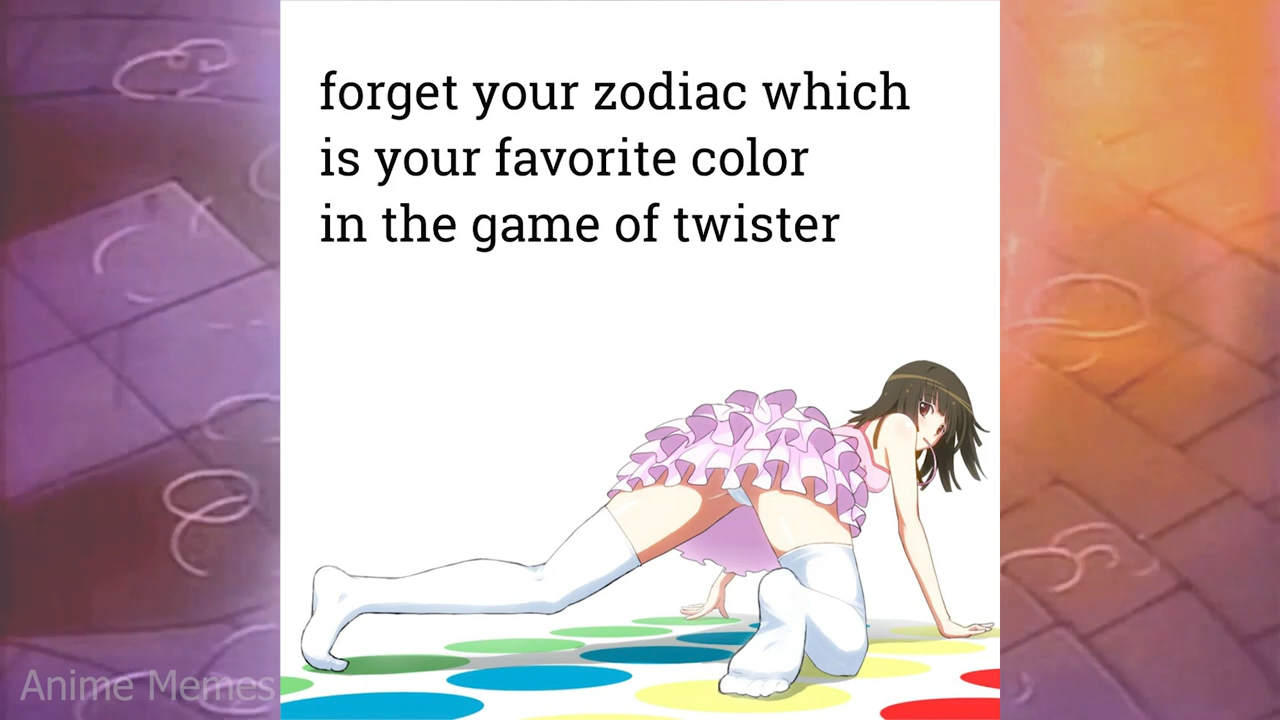 forget your zodiac which
is your favorite color
in the game of twister
Anime Memes